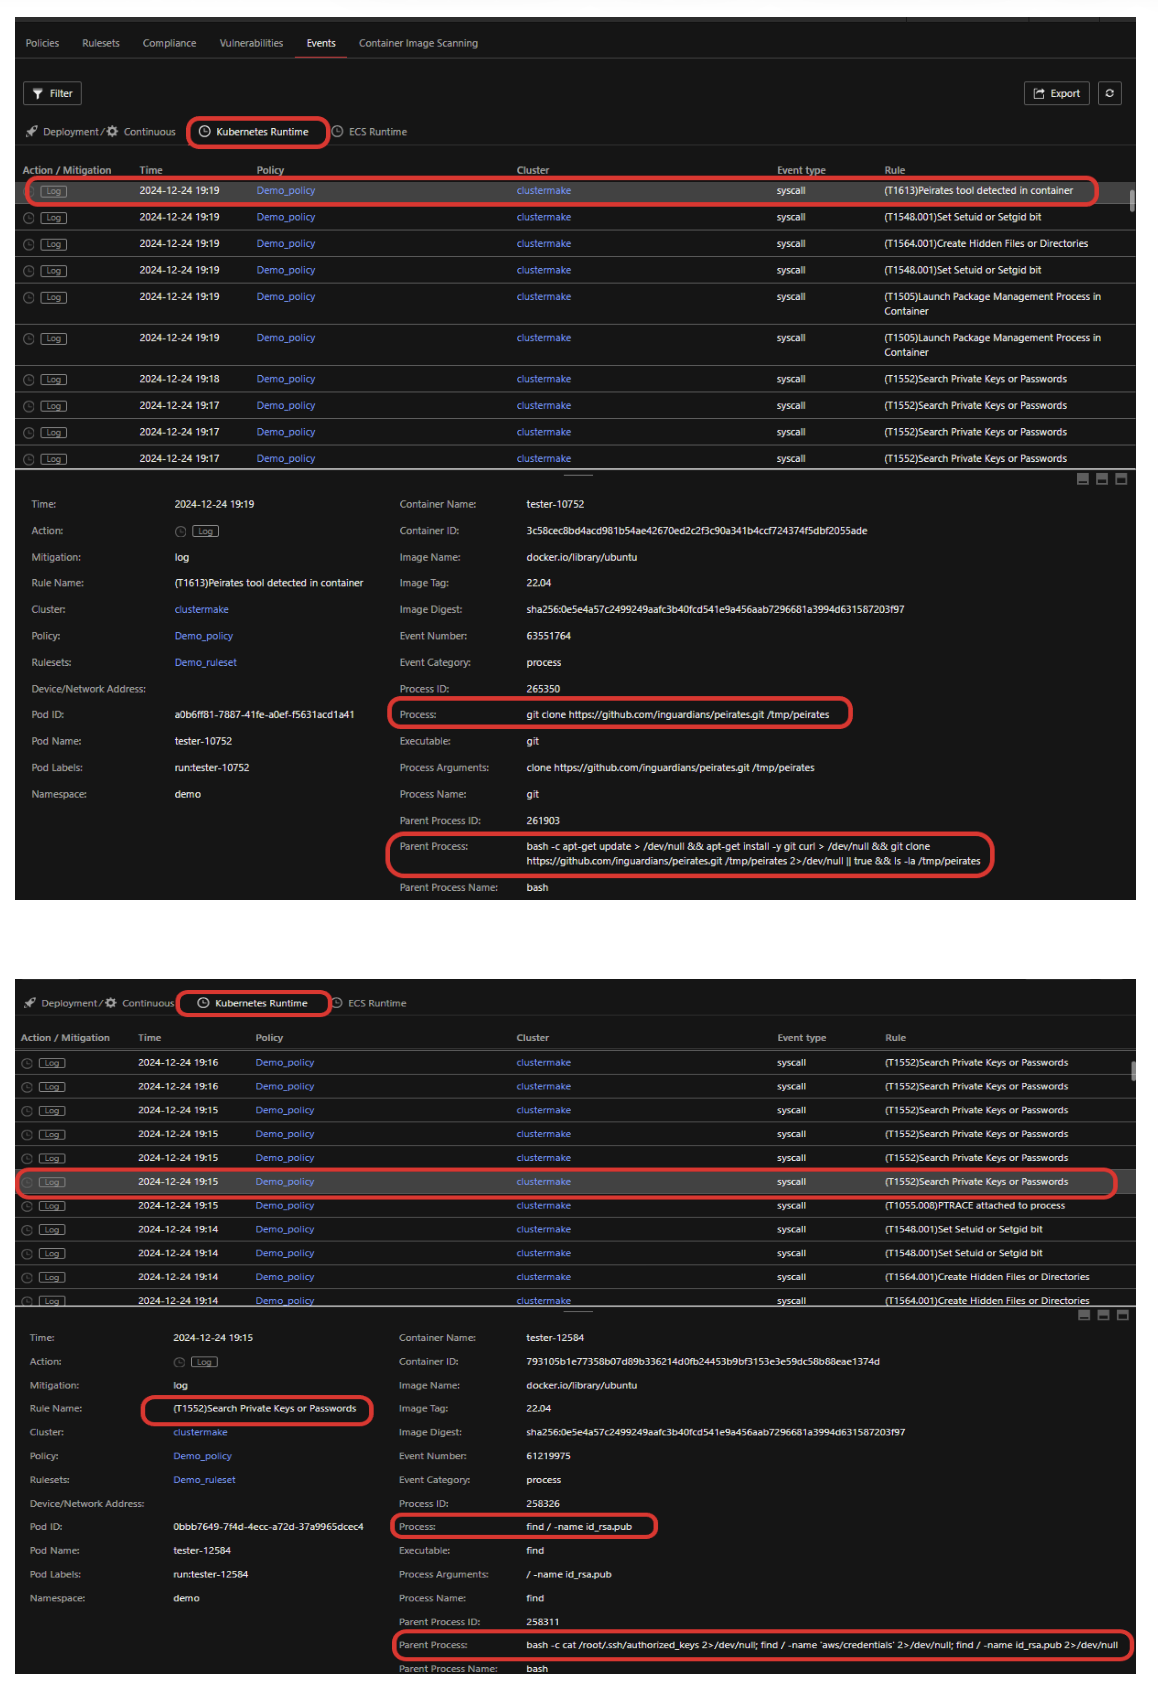 Policies Rulesets Compliance Vulnerabilities Events Container Image Scanning
Filter Export
Deployment/ Continuous Kubernetes Runtime ECS Runtime
Action / Mitigation Time Policy Cluster Event type Rule
Log 2024-12-24 19:19 Demo_policy clustermake syscall (T1613)Peirates tool detected in container
Log 2024-12-24 19:19 Demo_policy clustermake syscall (T1548.001)Set Setuid or Setgid bit
Log 2024-12-24 19:19 Demo_policy clustermake syscall (T1564.001)Create Hidden Files or Directories
Log 2024-12-24 19:19 Demo_policy clustermake syscall (T1548.001)Set Setuid or Setgid bit
Log 2024-12-24 19:19 Demo_policy clustermake syscall (T1505)Launch Package Management Process in
Container
Log 2024-12-24 19:19 Demo_policy clustermake syscall (T1505)Launch Package Management Process in
Container
Log 2024-12-24 19:18 Demo_policy clustermake syscall (T1552)Search Private Keys or Passwords
Log 2024-12-24 19:17 Demo_policy clustermake syscall (T1552)Search Private Keys or Passwords
Log 2024-12-24 19:17 Demo_policy clustermake syscall (T1552)Search Private Keys or Passwords
Log 2024-12-24 19:17 Demo_policy clustermake syscall (T1552)Search Private Keys or Passwords
Time: 2024-12-24 19:19 Container Name: tester-10752
Action: Log Container ID: 3c58cec8bd4acd981b54ae42670ed2c2f3c90a341b4ccf724374f5dbf2055ade
Mitigation: log Image Name: docker.io/library/ubuntu
Rule Name: (T1613)Peirates tool detected in container Image Tag: 22.04
Cluster: clustermake Image Digest: sha256:0e5e4a57c2499249aafc3b40fcd541e9a456aab7296681a3994d631587203f97
Policy: Demo_policy Event Number: 63551764
Rulesets: Demo_ruleset Event Category: process
Device/Network Address: Process ID: 265350
Pod ID: a0b6ff81-7887-41fe-a0ef-f5631acd1a41 Process: git clone https://github.com/inguardians/peirates.git /tmp/peirates
Pod Name: tester-10752 Executable: git
Pod Labels: run:tester-10752 Process Arguments: clone https://github.com/inguardians/peirates.git /tmp/peirates
Namespace: demo Process Name: git
Parent Process ID: 261903
Parent Process: bash -c apt-get update > /dev/null && apt-get install -y git curl > /dev/null && git clone
https://github.com/inguardians/peirates.git /tmp/peirates 2>/dev/null || true && ls -la /tmp/peirates
Parent Process Name: bash
Deployment/ Continuous Kubernetes Runtime ECS Runtime
Action / Mitigation Time Policy Cluster Event type Rule
Log 2024-12-24 19:16 Demo_policy clustermake syscall (T1552)Search Private Keys or Passwords
Log 2024-12-24 19:16 Demo_policy clustermake syscall (T1552)Search Private Keys or Passwords
Log 2024-12-24 19:15 Demo_policy clustermake syscall (T1552)Search Private Keys or Passwords
Log 2024-12-24 19:15 Demo_policy clustermake syscall (T1552)Search Private Keys or Passwords
Log 2024-12-24 19:15 Demo_policy clustermake syscall (T1552)Search Private Keys or Passwords
Log 2024-12-24 19:15 Demo_policy clustermake syscall (T1552)Search Private Keys or Passwords
Log 2024-12-24 19:15 Demo_policy clustermake syscall (T1055.008)PTRACE attached to process
Log 2024-12-24 19:14 Demo_policy clustermake syscall (T1548.001)Set Setuid or Setgid bit
Log 2024-12-24 19:14 Demo_policy clustermake syscall (T1548.001)Set Setuid or Setgid bit
Log 2024-12-24 19:14 Demo_policy clustermake syscall (T1564.001)Create Hidden Files or Directories
Log 2024-12-24 19:14 Demo_policy clustermake syscall (T1564.001)Create Hidden Files or Directories
Time: 2024-12-24 19:15 Container Name: tester-12584
Action: Log Container ID: 793105b1e77358b07d89b336214d0fb24453b9bf3153e3e59dc58b88eae1374d
Mitigation: log Image Name: docker.io/library/ubuntu
Rule Name: (T1552)Search Private Keys or Passwords Image Tag: 22.04
Cluster: clustermake Image Digest: sha256:0e5e4a57c2499249aafc3b40fcd541e9a456aab7296681a3994d631587203f97
Policy: Demo_policy Event Number: 61219975
Rulesets: Demo_ruleset Event Category: process
Device/Network Address: Process ID: 258326
Pod ID: 0bbb7649-7f4d-4ecc-a72d-37a9965dcec4 Process: find / -name id_rsa.pub
Pod Name: tester-12584 Executable: find
Pod Labels: run:tester-12584 Process Arguments: / -name id_rsa.pub
Namespace: demo Process Name: find
Parent Process ID: 258311
Parent Process: bash -c cat /root/.ssh/authorized_keys 2>/dev/null; find / -name 'aws/credentials' 2>/dev/null; find / -name id_rsa.pub 2>/dev/null
Parent Process Name: bash